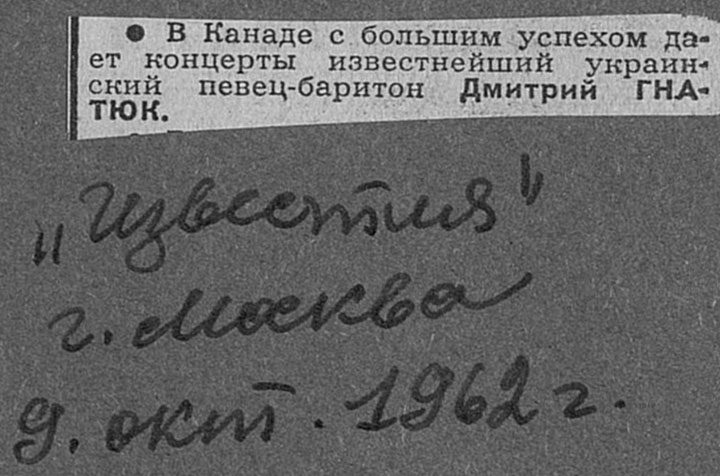 ● В Канаде с большим успехом да-
ет концерты известнейший украин-
ский певец-баритон Дмитрий ГНА-
ТЮК.
„Известия"
г. Москва
9. окт. 1962 г.